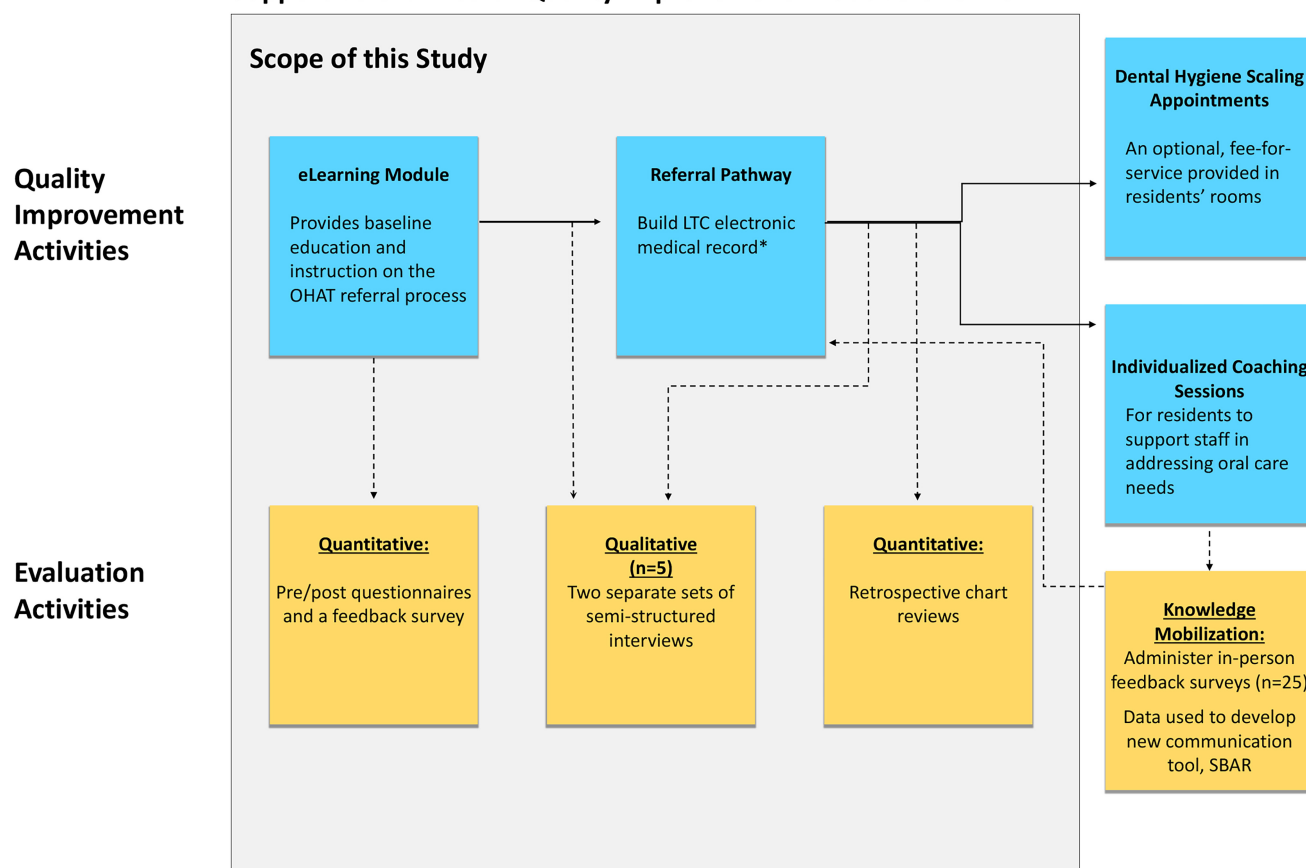 Scope of this Study
Quality
Improvement
Activities
eLearning Module
Provides baseline
education and
instruction on the
OHAT referral process
Referral Pathway
Build LTC electronic
medical record*
Dental Hygiene Scaling
Appointments
An optional, fee-for-
service provided in
residents’ rooms
Individualized Coaching
Sessions
For residents to
support staff in
addressing oral care
needs
Evaluation
Activities
Quantitative:
Pre/post questionnaires
and a feedback survey
Qualitative
(n=5)
Two separate sets of
semi-structured
interviews
Quantitative:
Retrospective chart
reviews
Knowledge
Mobilization:
Administer in-person
feedback surveys (n=25)
Data used to develop
new communication
tool, SBAR